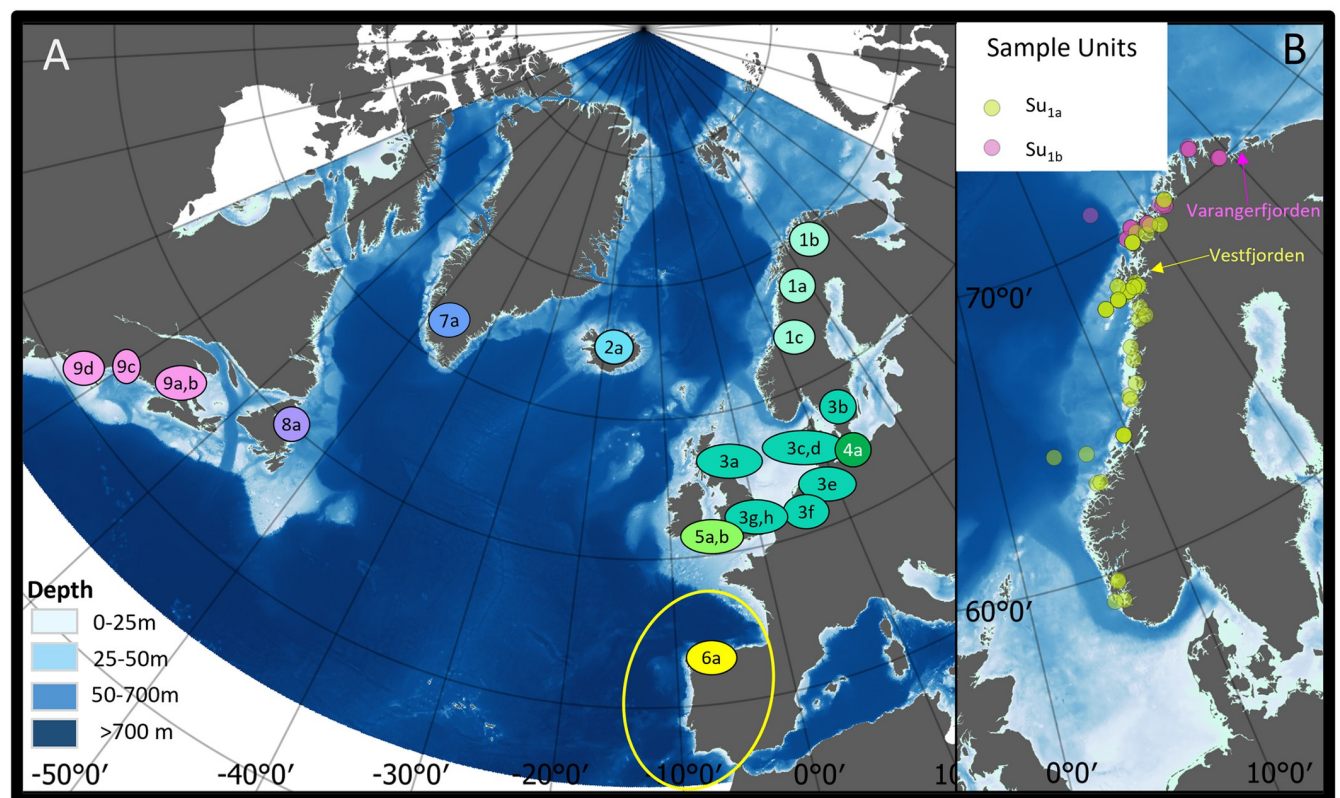 A
1b
1a
7a
1c
2a
9d
9c
9a,b
3b
8a
3c,d
4a
3a
3e
3f
3g,h
5a,b
6a
Depth
0-25m
25-50m
50-700m
>700 m
-50°0′
-40°0′
-30°0′
-20°0′
10°0′
0°0′
10
Sample Units
B
Su1a
Su1b
Varangerfjorden
Vestfjorden
70°0′
60°0′
0°0′
10°0′